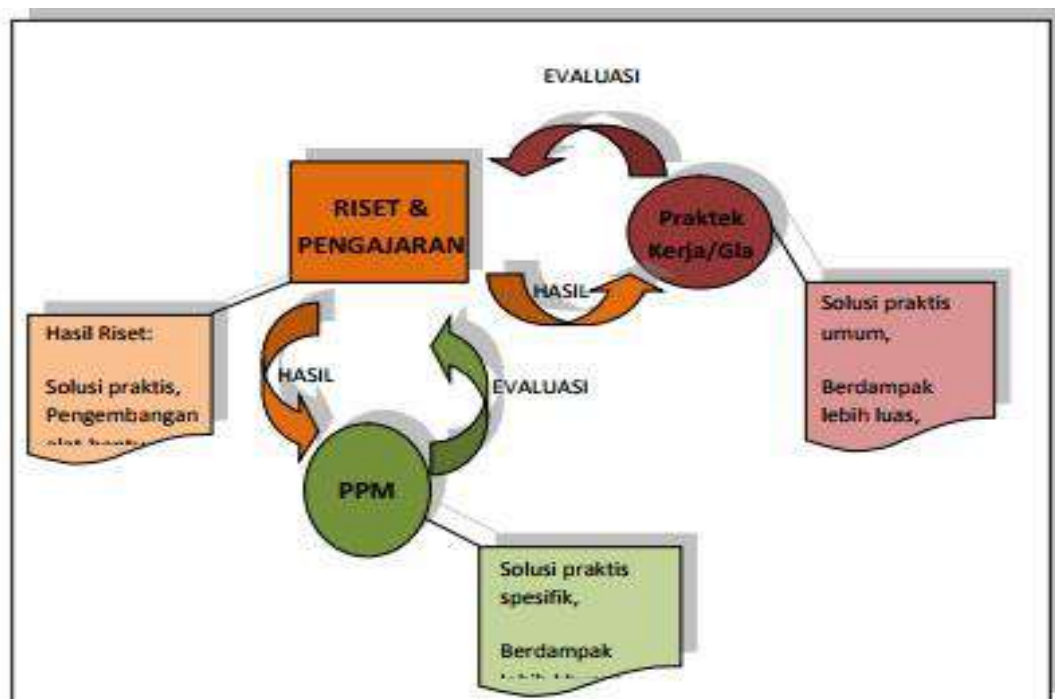 EVALUASI
RISET &
PENGAJARAN
Praktek
Kerja/Gla
HASIL
Hasil Riset:
Solusi praktis,
Pengembangan
HASIL
EVALUASI
Solusi praktis
umum,
Berdampak
lebih luas,
PPM
Solusi praktis
spesifik,
Berdampak